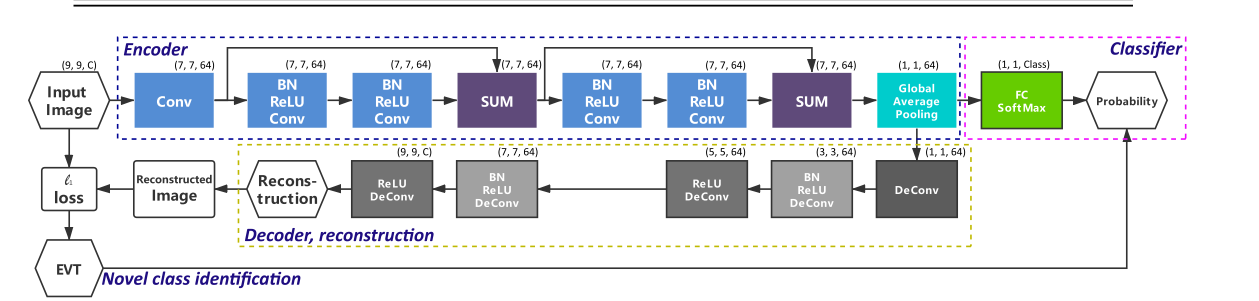 Encoder
Classifier
(9, 9, C)
(7, 7, 64)
(7, 7, 64)
(7, 7, 64)
(7, 7, 64)
(7, 7, 64)
(7, 7, 64)
(7, 7, 64)
(1, 1, 64)
(1, 1, Class)
Input
Image
Conv
BN
ReLU
Conv
BN
ReLU
Conv
SUM
BN
ReLU
Conv
BN
ReLU
Conv
SUM
Global
Average
Pooling
FC
SoftMax
Probability
(9, 9, C)
(7, 7, 64)
(5, 5, 64)
(3, 3, 64)
(1, 1, 64)
ℓ₁
loss
Reconstructed
Image
Recons-
truction
ReLU
DeConv
BN
ReLU
DeConv
ReLU
DeConv
BN
ReLU
DeConv
DeConv
Decoder, reconstruction
EVT
Novel class identification